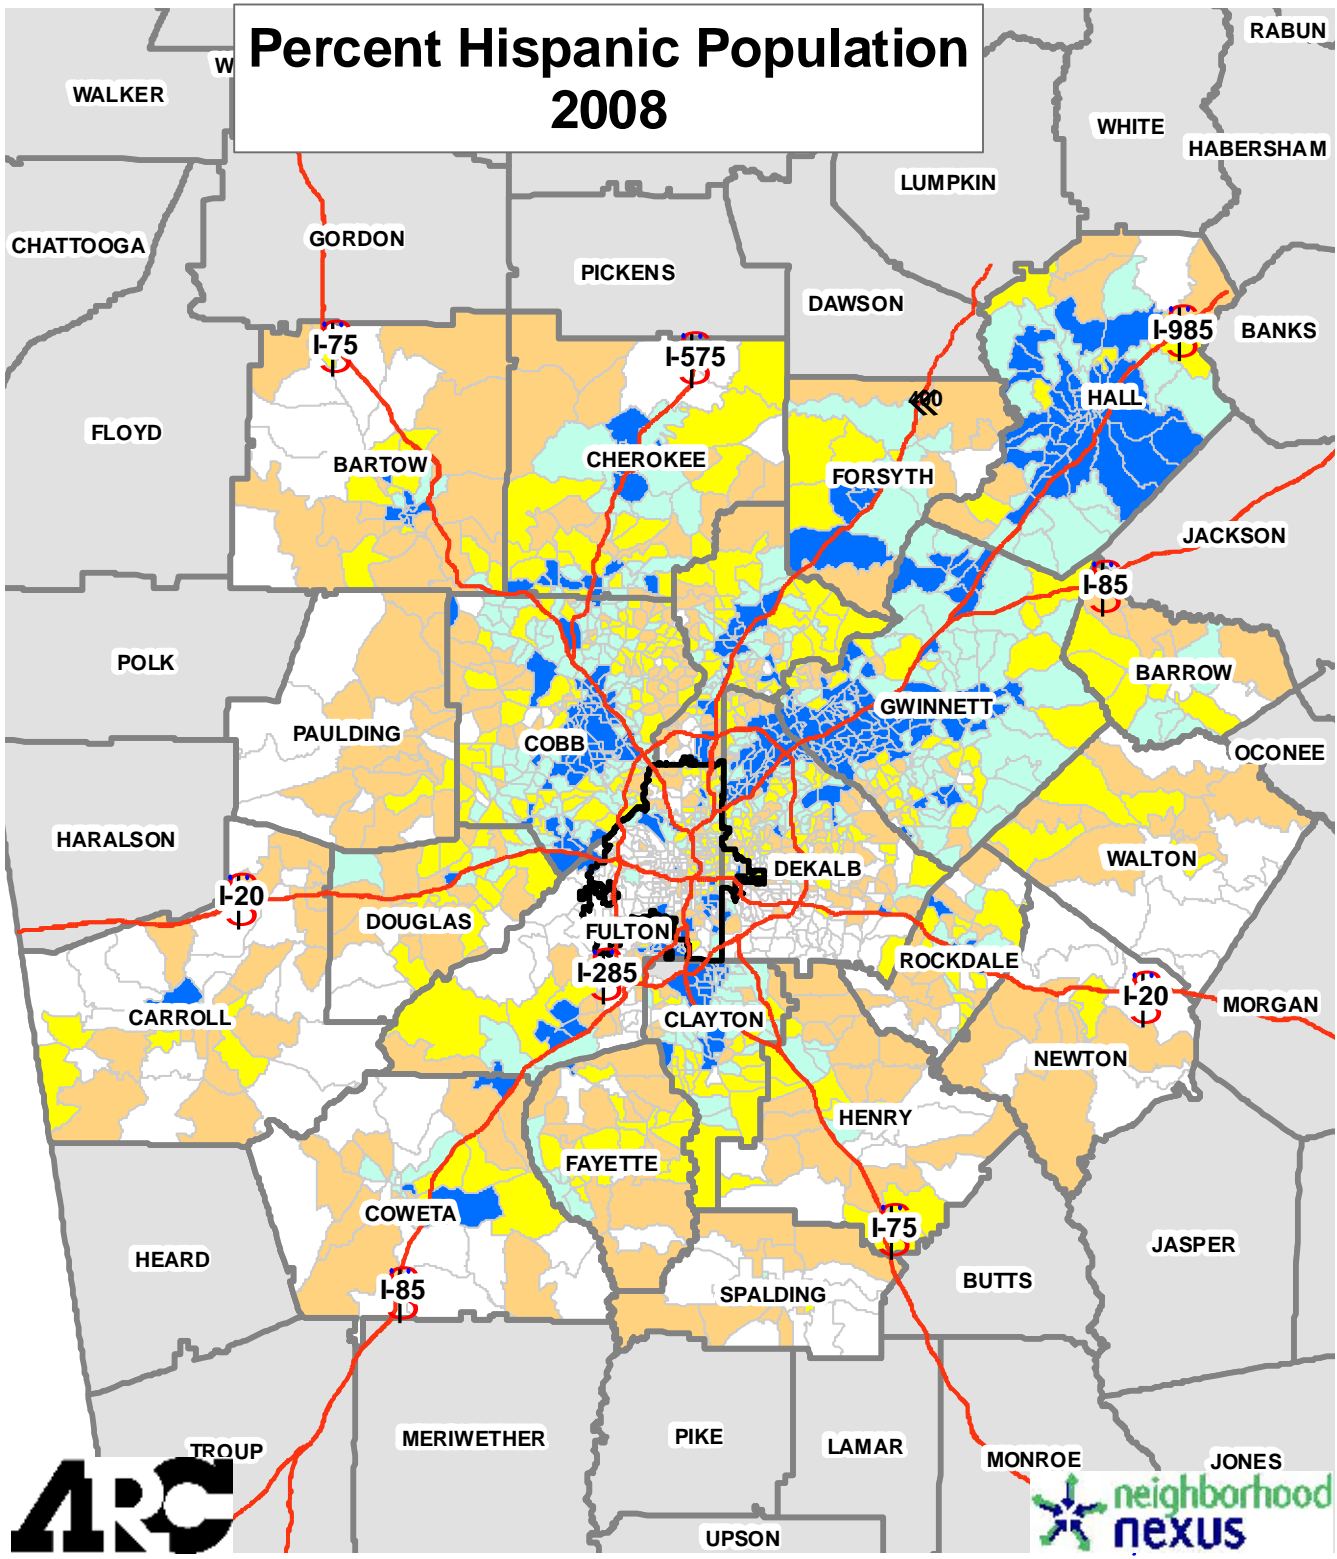 Percent Hispanic Population
2008
RABUN
W
WALKER
WHITE
HABERSHAM
LUMPKIN
CHATTOOGA
GORDON
PICKENS
DAWSON
I-75
I-575
I-985
BANKS
HALL
400
FLOYD
BARTOW
CHEROKEE
FORSYTH
JACKSON
I-85
POLK
BARROW
GWINNETT
PAULDING
COBB
OCONEE
HARALSON
WALTON
DEKALB
I-20
DOUGLAS
FULTON
ROCKDALE
I-285
I-20
MORGAN
CARROLL
CLAYTON
NEWTON
HENRY
FAYETTE
COWETA
I-75
JASPER
HEARD
BUTTS
I-85
SPALDING
MERIWETHER
PIKE
LAMAR
TROUP
MONROE
JONES
ARC
neighborhood
nexus
UPSON